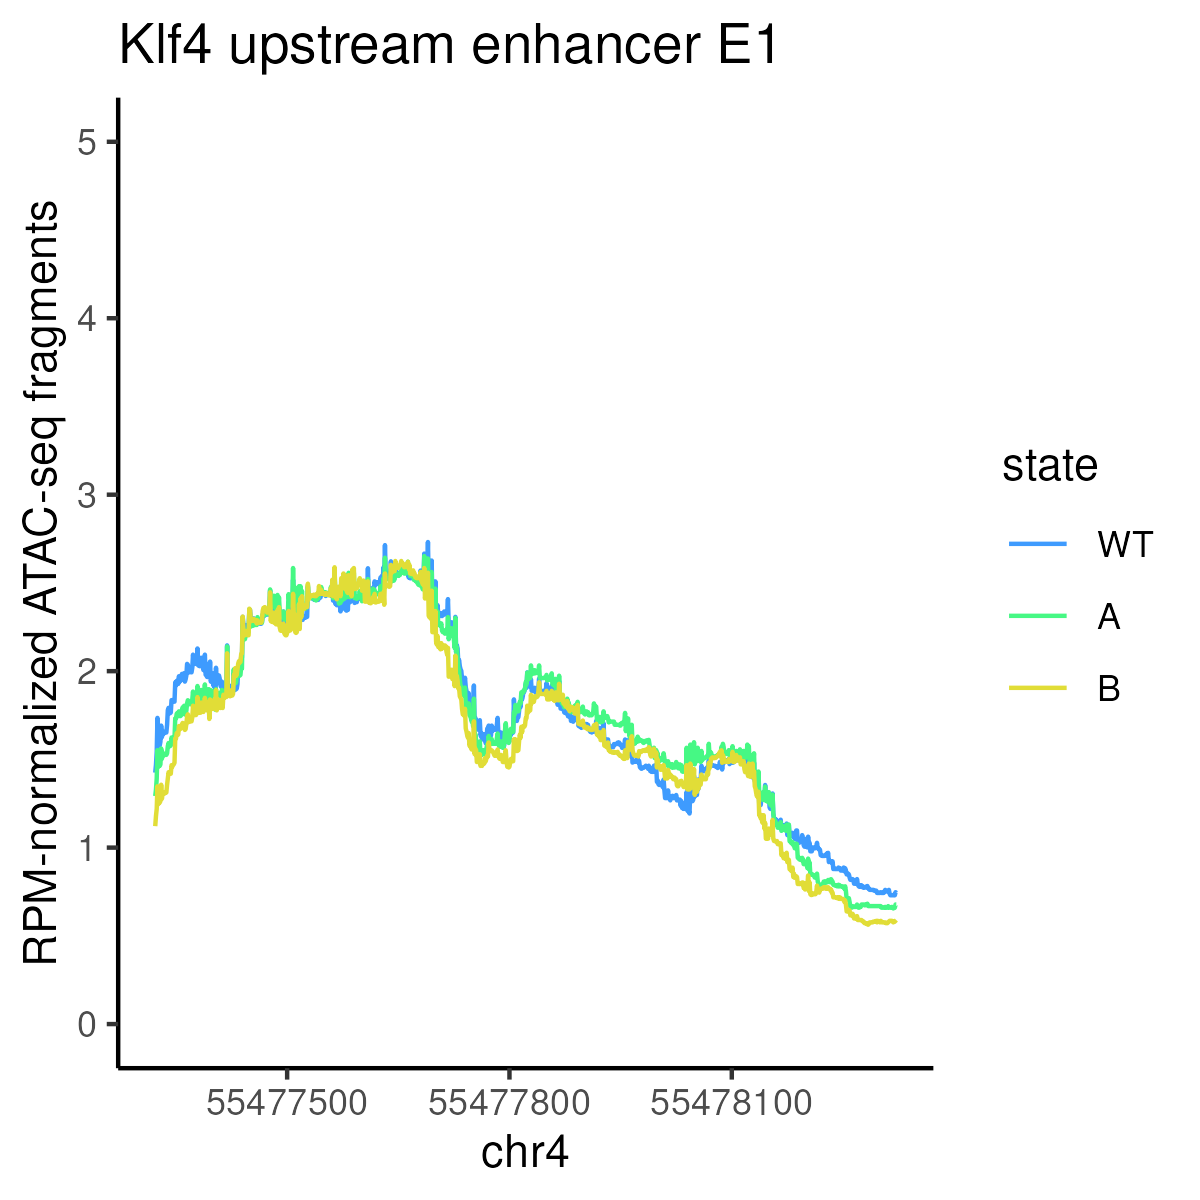 Klf4 upstream enhancer E1
RPM-normalized ATAC-seq fragments
5
4
3
2
1
0
55477500 55477800 55478100
chr4
state
WT
A
B